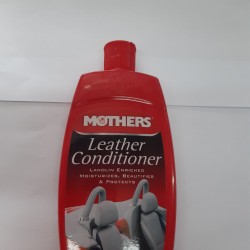 MOTHERS
Leather
Conditioner
LANOLIN ENRICHED
MOISTURIZES, BEAUTIFIES
& PROTECTS